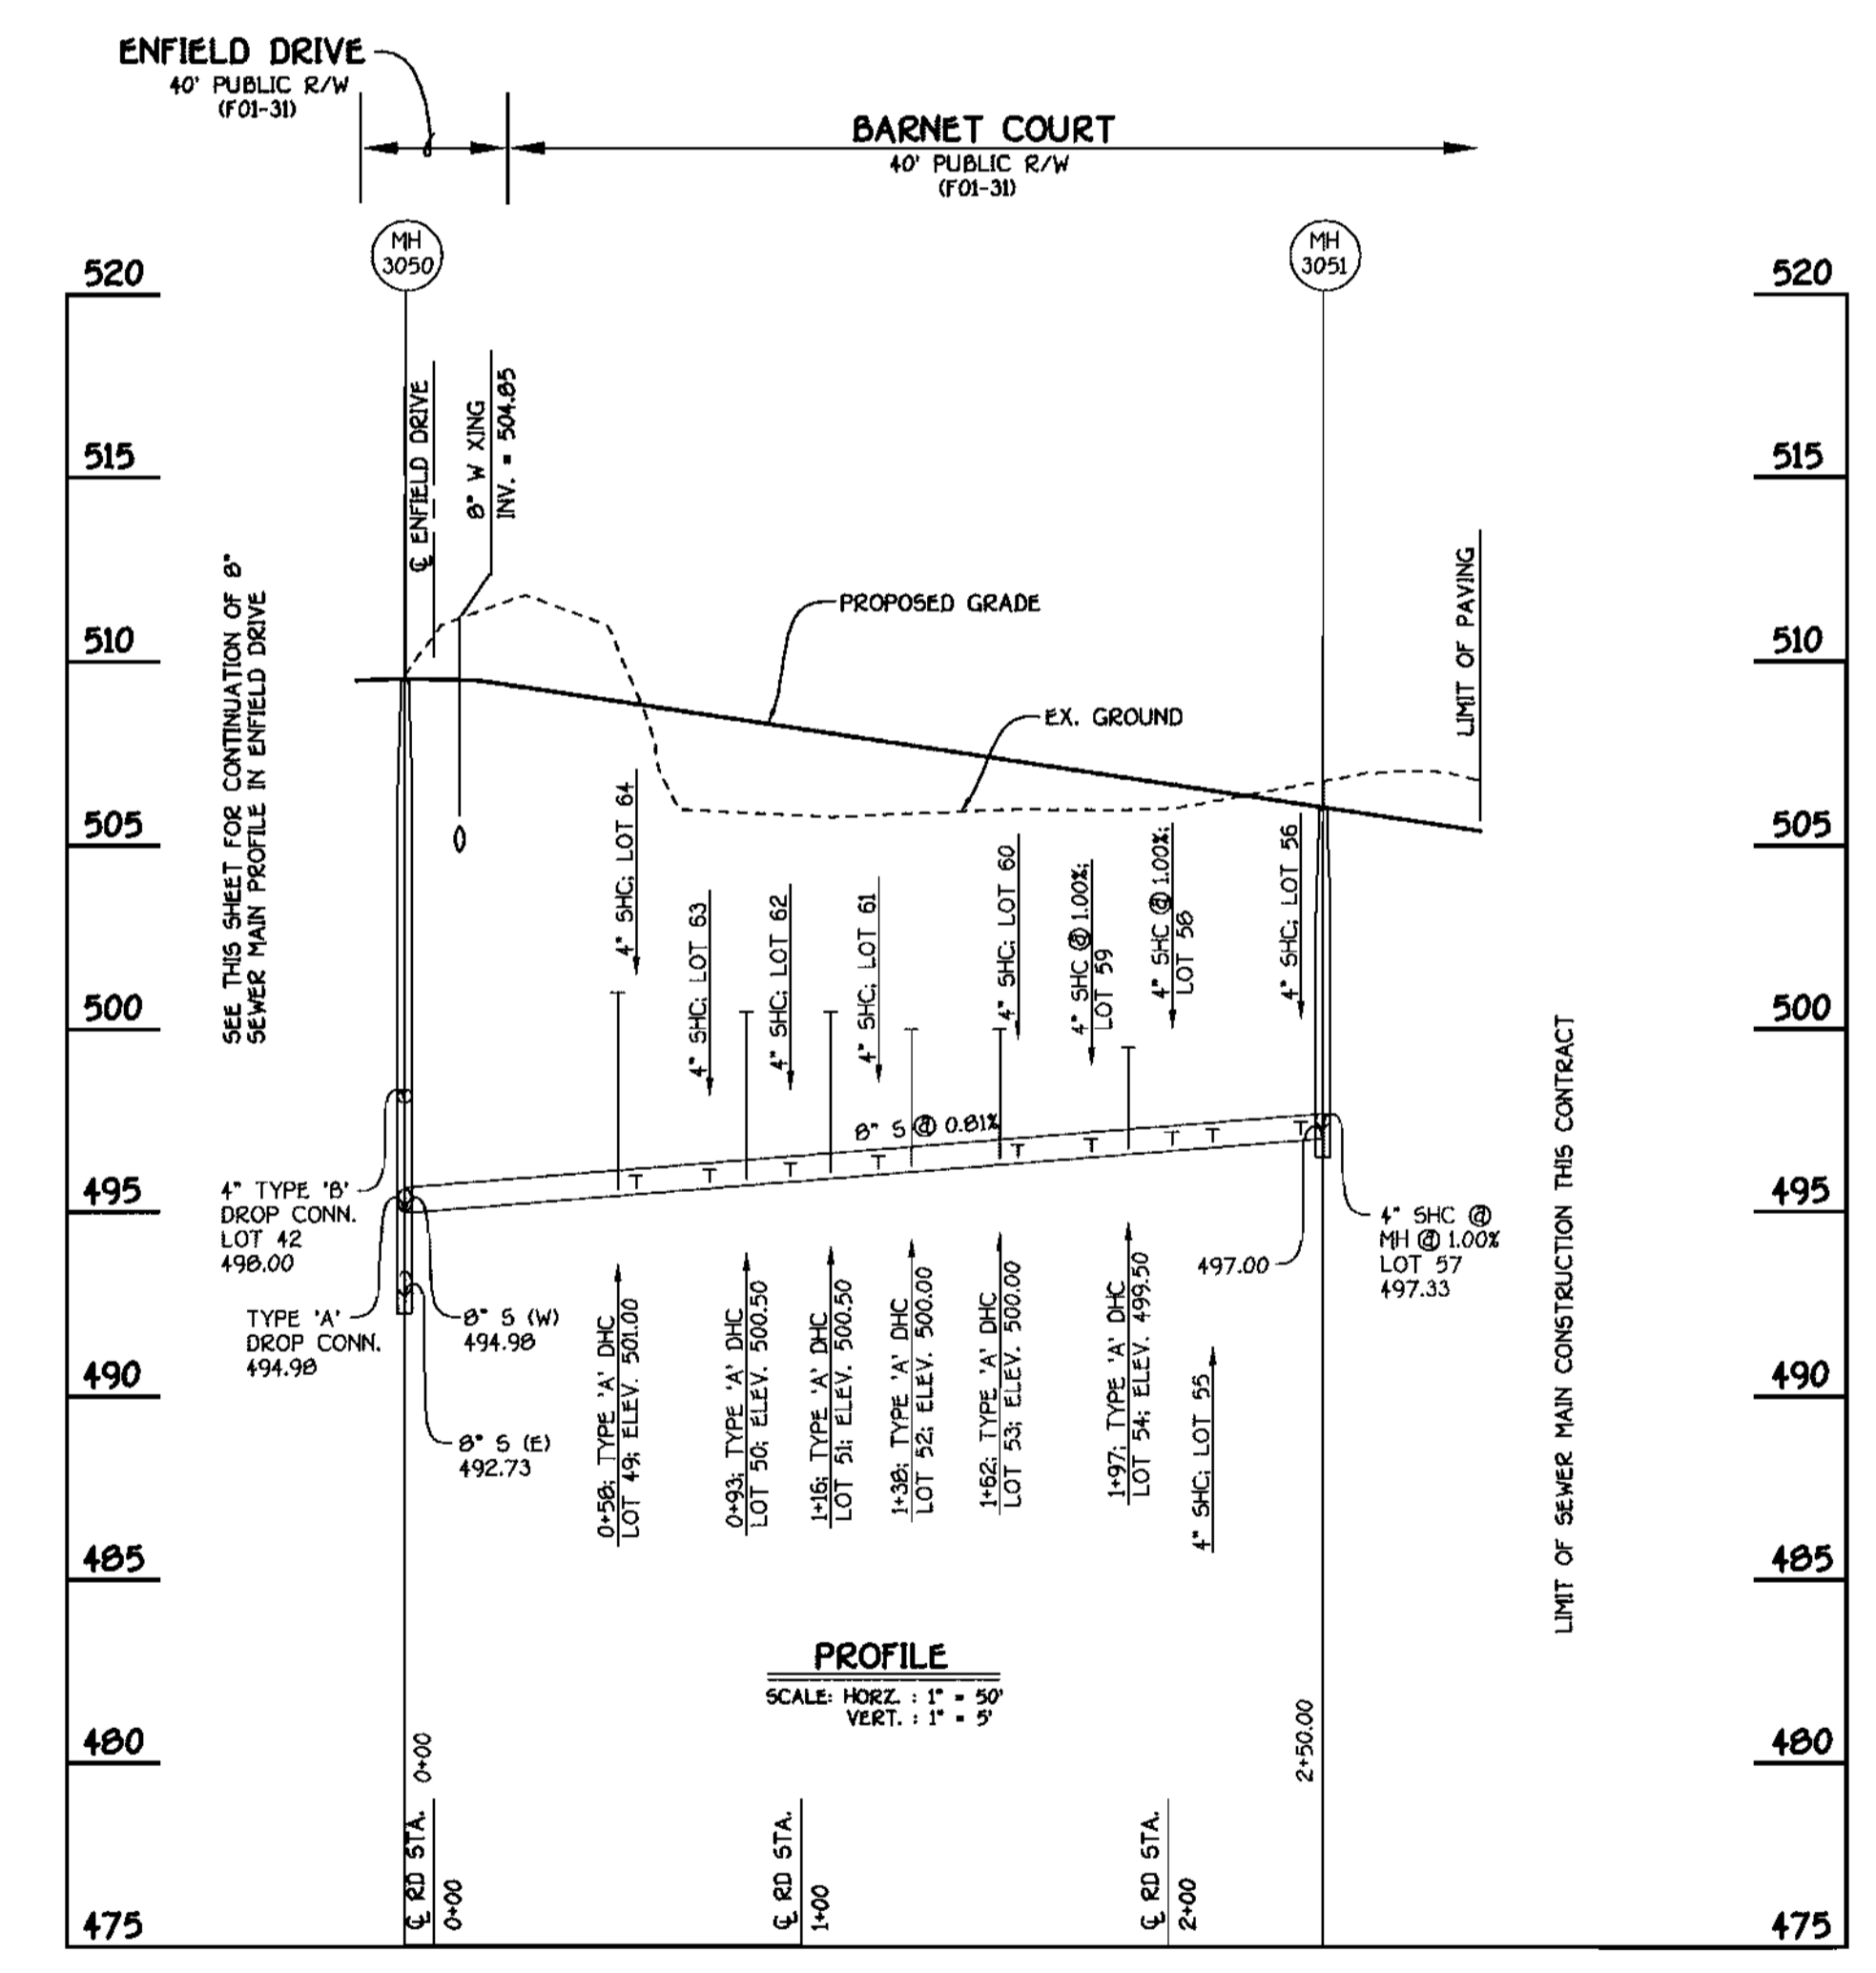 ENFIELD DRIVE
40' PUBLIC R/W
(F01-31)
BARNET COURT
40' PUBLIC R/W
(F01-31)
MH
3050
MH
3051
520
520
515
515
510
510
505
505
500
500
495
495
490
490
485
485
480
480
475
475
SEE THIS SHEET FOR CONTINUATION OF 8"
SEWER MAIN PROFILE IN ENFIELD DRIVE
℄ ENFIELD DRIVE
8" W XING
INV. = 504.85
PROPOSED GRADE
EX. GROUND
LIMIT OF PAVING
4" SHC; LOT 64
4" SHC; LOT 63
4" SHC; LOT 62
4" SHC; LOT 61
4" SHC; LOT 60
4" SHC @ 1.00%;
LOT 59
4" SHC @ 1.00%;
LOT 58
4" SHC; LOT 56
8" S @ 0.81%
T
T
T
T
T
T
T
T
T
4" TYPE 'B'
DROP CONN.
LOT 42
498.00
TYPE 'A'
DROP CONN.
494.98
8" S (W)
494.98
8" S (E)
492.73
0+58; TYPE 'A' DHC
LOT 49; ELEV. 501.00
0+93; TYPE 'A' DHC
LOT 50; ELEV. 500.50
1+16; TYPE 'A' DHC
LOT 51; ELEV. 500.50
1+38; TYPE 'A' DHC
LOT 52; ELEV. 500.00
1+62; TYPE 'A' DHC
LOT 53; ELEV. 500.00
1+97; TYPE 'A' DHC
LOT 54; ELEV. 499.50
4" SHC; LOT 55
497.00
4" SHC @
MH @ 1.00%
LOT 57
497.33
LIMIT OF SEWER MAIN CONSTRUCTION THIS CONTRACT
PROFILE
SCALE: HORZ. : 1" = 50'
VERT. : 1" = 5'
0+00
2+50.00
℄ RD STA.
0+00
℄ RD STA.
1+00
℄ RD STA.
2+00